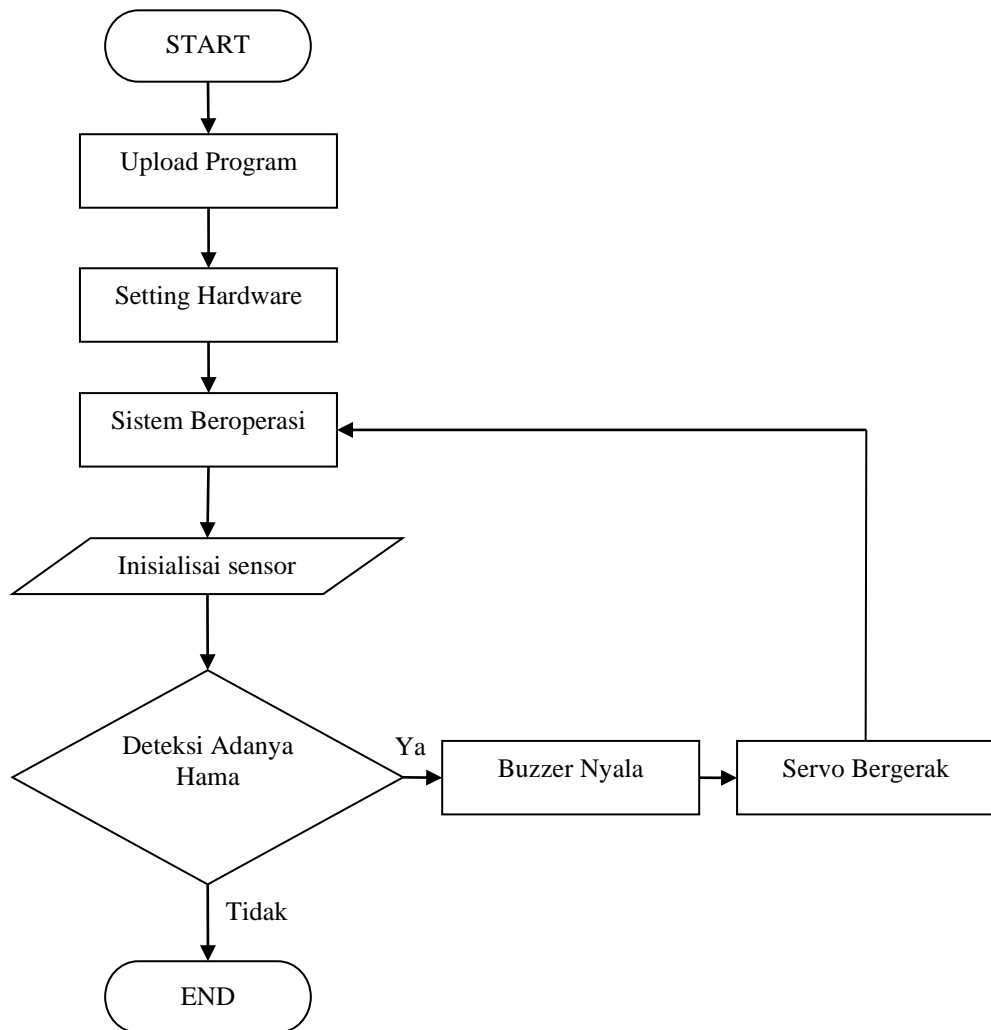 START
Upload Program
Setting Hardware
Sistem Beroperasi
Inisialisai sensor
Deteksi Adanya
Hama
Ya
Buzzer Nyala
Servo Bergerak
Tidak
END